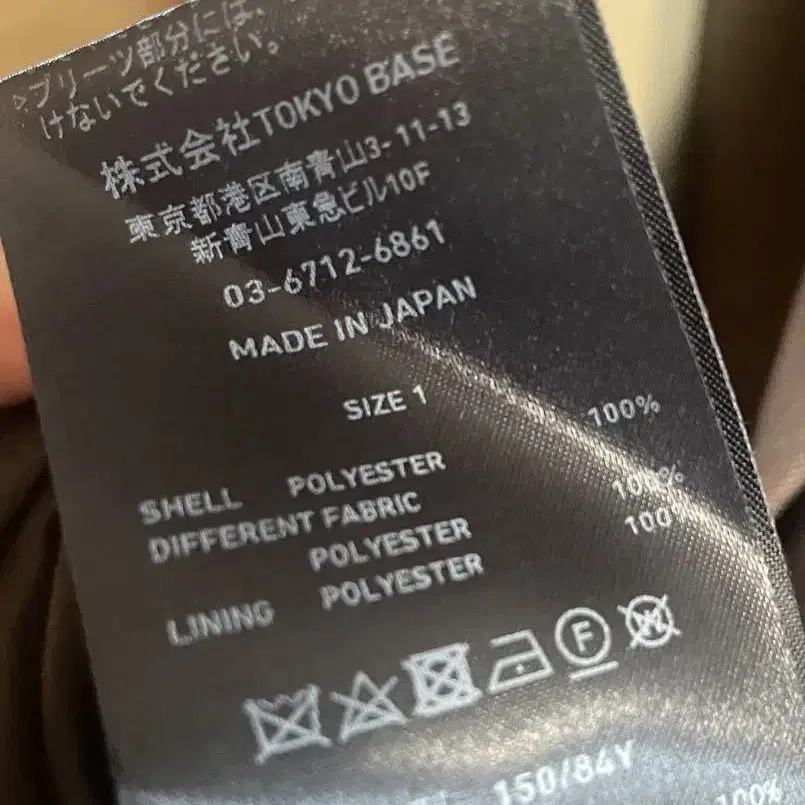 ▷プリーツ部分には、
けないでください。
株式会社TOKYO BASE
東京都港区南青山3-11-13
新青山東急ビル10F
03-6712-6861
MADE IN JAPAN
SIZE 1
SHELL POLYESTER 100%
DIFFERENT FABRIC
POLYESTER 100%
LINING POLYESTER 100%
F
150/84Y
100%